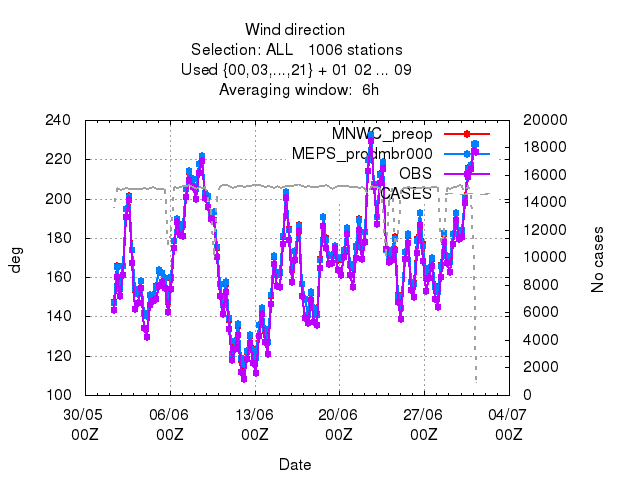 Wind direction
Selection: ALL   1006 stations
Used {00,03,...,21} + 01 02 ... 09
Averaging window:  6h
MNWC_preop
MEPS_prodmbr000
OBS
CASES
deg
240
220
200
180
160
140
120
100
No cases
20000
18000
16000
14000
12000
10000
8000
6000
4000
2000
0
30/05 06/06 13/06 20/06 27/06 04/07
00Z 00Z 00Z 00Z 00Z 00Z
Date